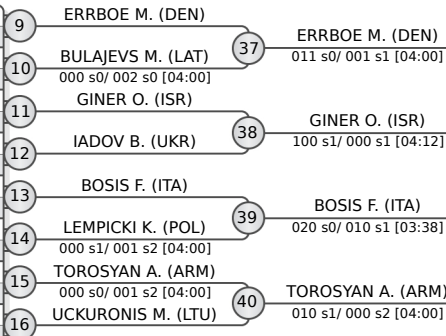 9
ERRBOE M. (DEN)
37
ERRBOE M. (DEN)
011 s0/ 001 s1 [04:00]
10
BULAJEVS M. (LAT)
000 s0/ 002 s0 [04:00]
11
GINER O. (ISR)
38
GINER O. (ISR)
100 s1/ 000 s1 [04:12]
12
IADOV B. (UKR)
13
BOSIS F. (ITA)
39
BOSIS F. (ITA)
020 s0/ 010 s1 [03:38]
14
LEMPICKI K. (POL)
000 s1/ 001 s2 [04:00]
15
TOROSYAN A. (ARM)
000 s0/ 001 s2 [04:00]
40
TOROSYAN A. (ARM)
010 s1/ 000 s2 [04:00]
16
UCKURONIS M. (LTU)